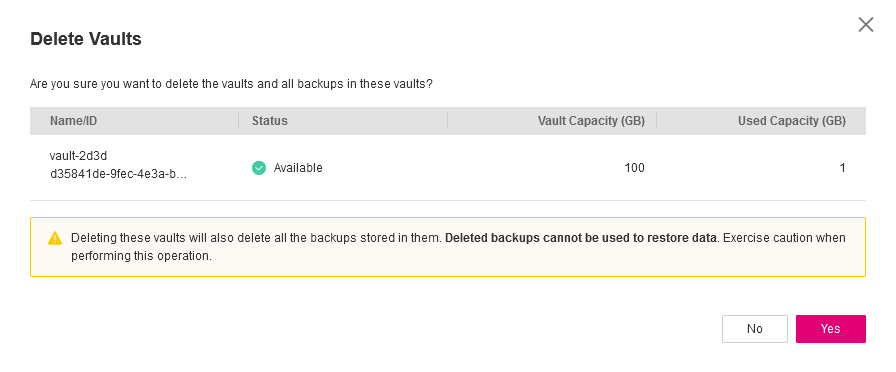 Delete Vaults
Are you sure you want to delete the vaults and all backups in these vaults?
Name/ID Status Vault Capacity (GB) Used Capacity (GB)
vault-2d3d
d35841de-9fec-4e3a-b...
Available 100 1
Deleting these vaults will also delete all the backups stored in them. Deleted backups cannot be used to restore data. Exercise caution when
performing this operation.
No Yes